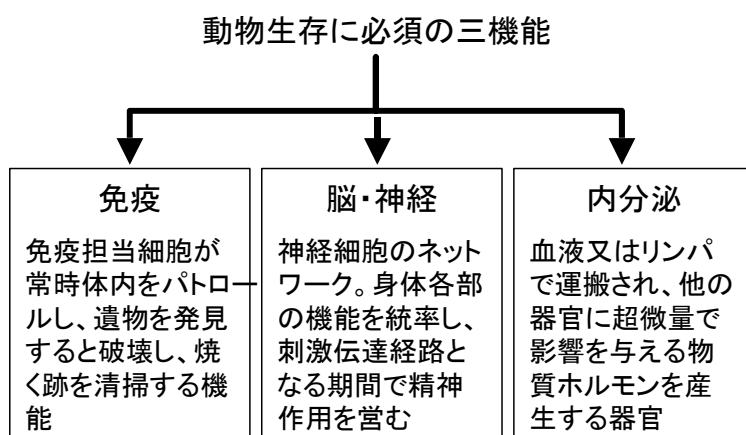 動物生存に必須の三機能
免疫
免疫担当細胞が
常時体内をパトロー
ルし、遺物を発見
すると破壊し、焼
く跡を清掃する機
能
脳・神経
神経細胞のネット
ワーク。身体各部
の機能を統率し、
刺激伝達経路と
なる期間で精神
作用を営む
内分泌
血液又はリンパ
で運搬され、他の
器官に超微量で
影響を与える物
質ホルモンを産
生する器官